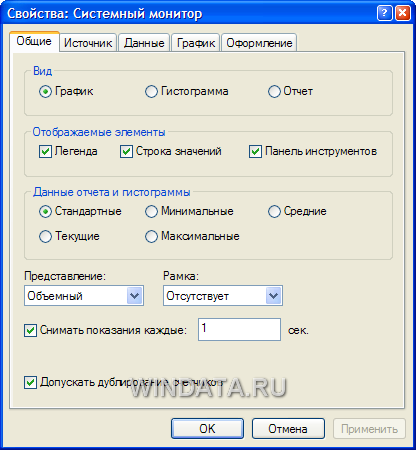 Свойства: Системный монитор
Общие Источник Данные График Оформление
Вид
График Гистограмма Отчет
Отображаемые элементы
Легенда Строка значений Панель инструментов
Данные отчета и гистограммы
Стандартные Минимальные Средние
Текущие Максимальные
Представление: Рамка:
Объемный Отсутствует
Снимать показания каждые: 1 сек.
Допускать дублирование счетчиков
WINDATA.RU
OK Отмена Применить